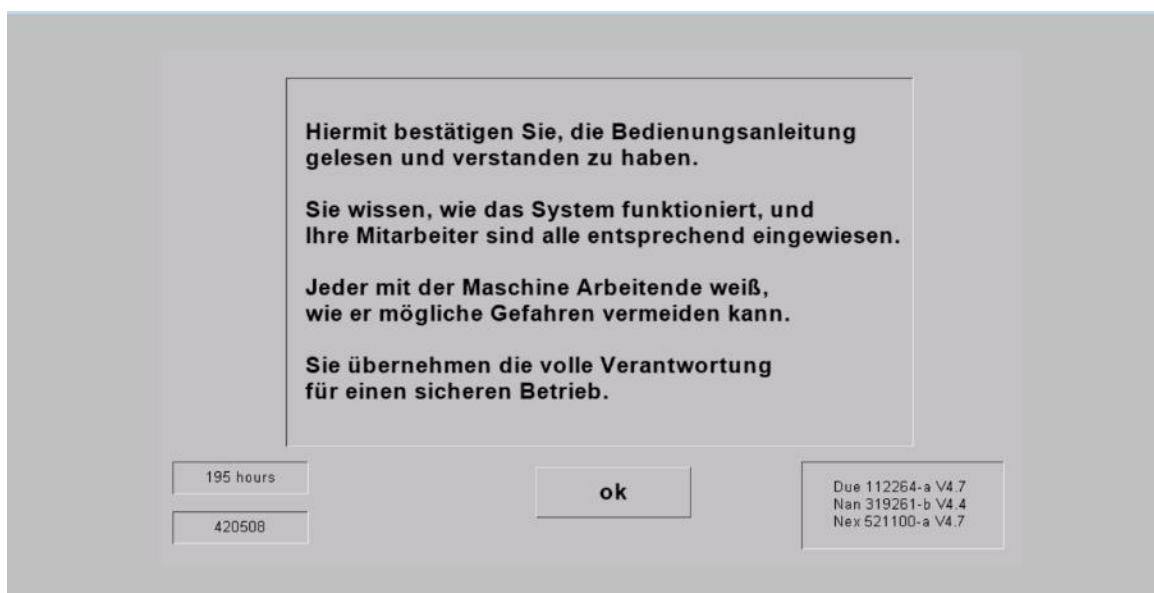 Hiermit bestätigen Sie, die Bedienungsanleitung
gelesen und verstanden zu haben.
Sie wissen, wie das System funktioniert, und
Ihre Mitarbeiter sind alle entsprechend eingewiesen.
Jeder mit der Maschine Arbeitende weiß,
wie er mögliche Gefahren vermeiden kann.
Sie übernehmen die volle Verantwortung
für einen sicheren Betrieb.
195 hours
420508
ok
Due 112264-a V4.7
Nan 319261-b V4.4
Nex 521100-a V4.7